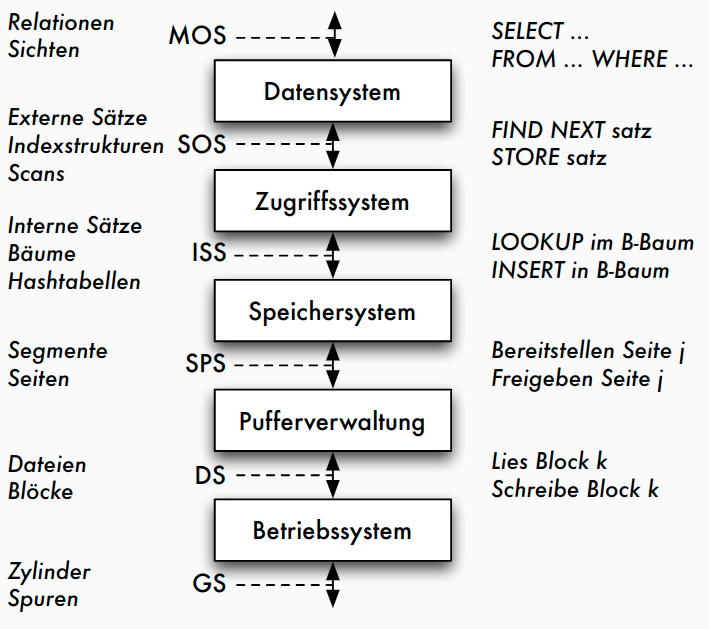 Relationen
Sichten
MOS
SELECT ...
FROM ... WHERE ...
Datensystem
Externe Sätze
Indexstrukturen
Scans
SOS
FIND NEXT satz
STORE satz
Zugriffssystem
Interne Sätze
Bäume
Hashtabellen
ISS
LOOKUP im B-Baum
INSERT in B-Baum
Speichersystem
Segmente
Seiten
SPS
Bereitstellen Seite j
Freigeben Seite j
Pufferverwaltung
Dateien
Blöcke
DS
Lies Block k
Schreibe Block k
Betriebssystem
Zylinder
Spuren
GS